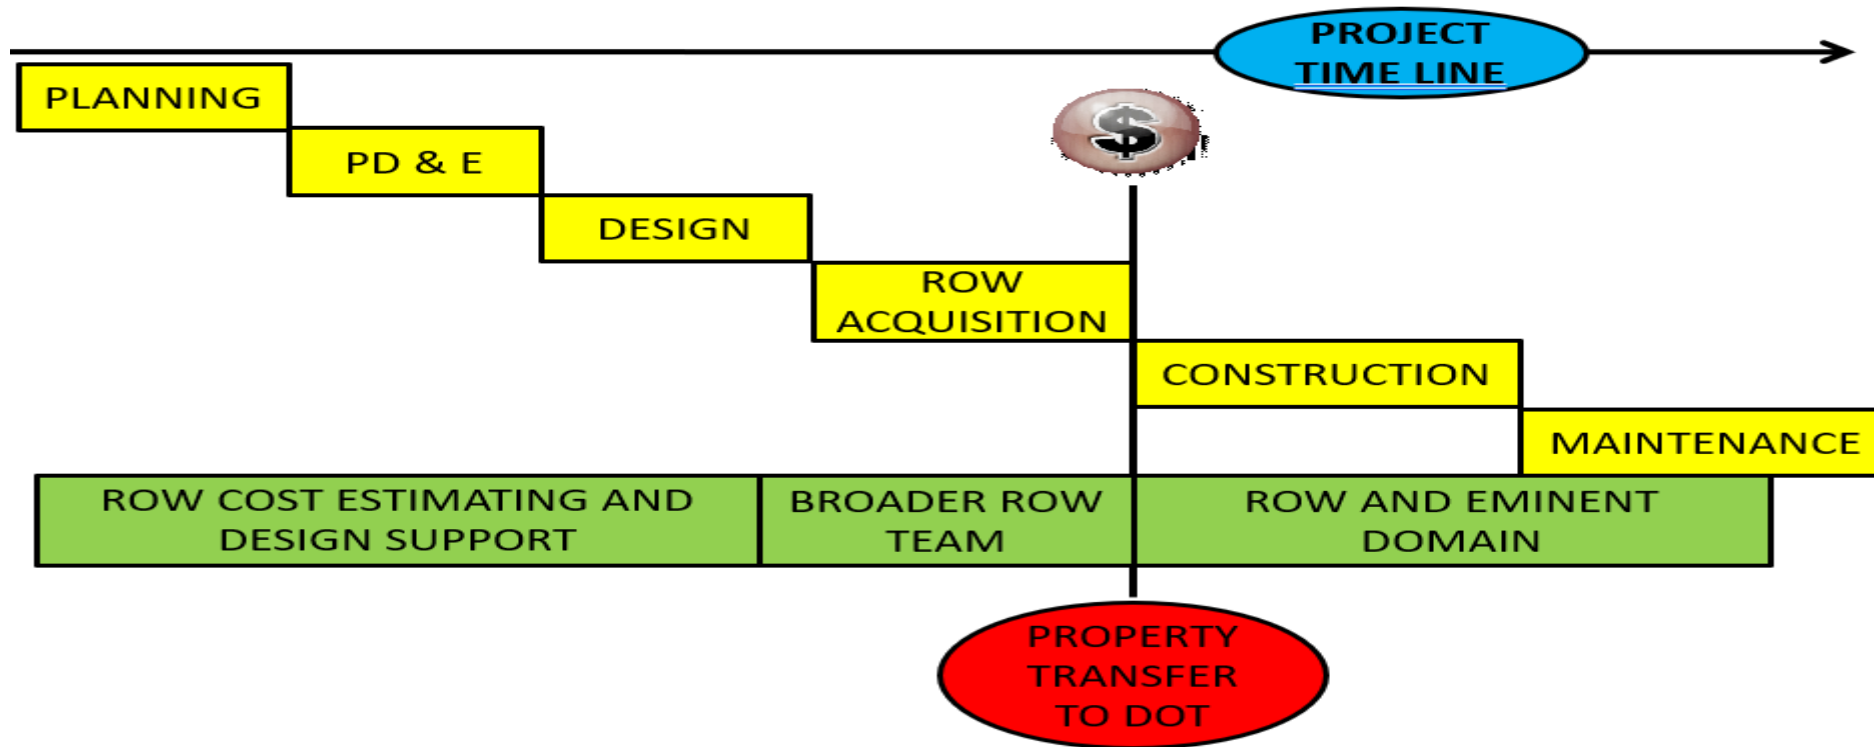 PROJECT
TIME LINE
PLANNING
$
PD & E
DESIGN
ROW
ACQUISITION
CONSTRUCTION
MAINTENANCE
ROW COST ESTIMATING AND
DESIGN SUPPORT
BROADER ROW
TEAM
ROW AND EMINENT
DOMAIN
PROPERTY
TRANSFER
TO DOT